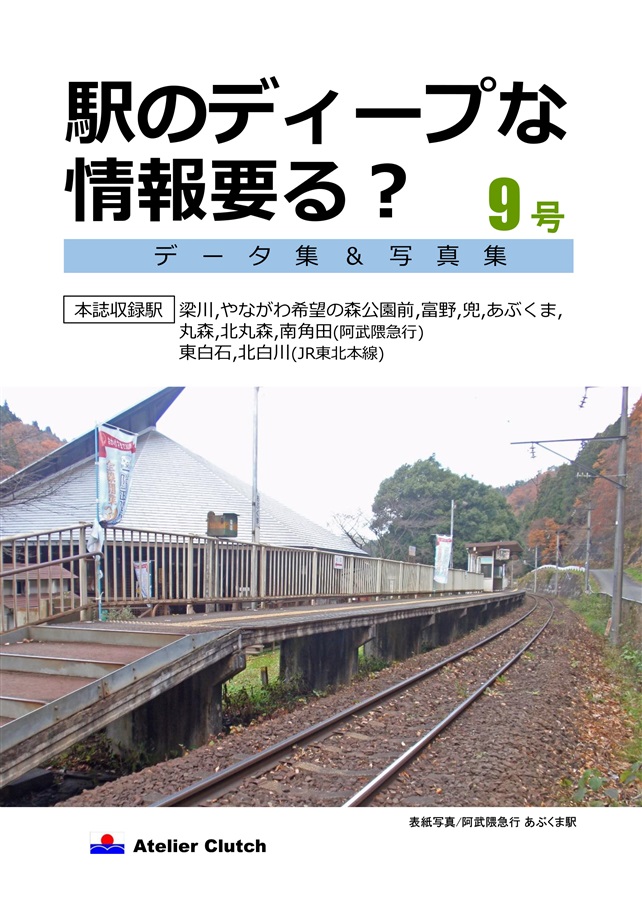 駅のディープな
情報要る？
9号
データ集＆写真集
本誌収録駅
梁川,やながわ希望の森公園前,富野,兜,あぶくま,
丸森,北丸森,南角田(阿武隈急行)
東白石,北白川(JR東北本線)
表紙写真/阿武隈急行 あぶくま駅
Atelier Clutch